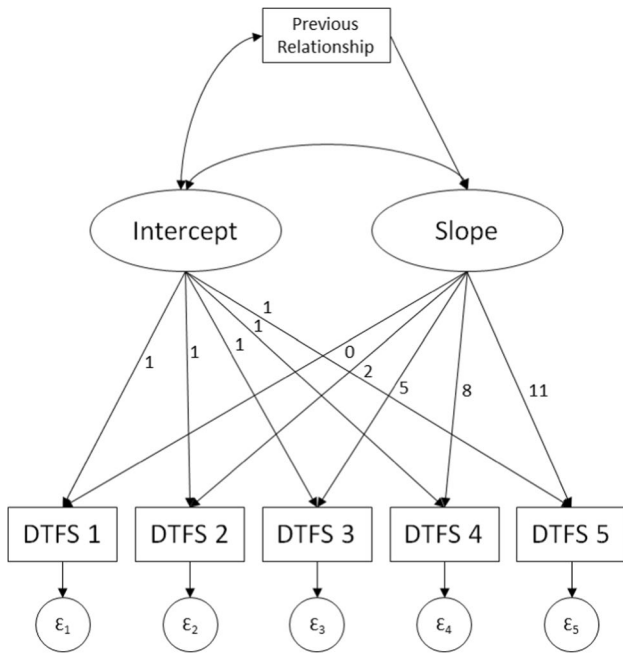 Previous
Relationship
Intercept
Slope
1
1
1
1
1
0
2
5
8
11
DTFS 1
DTFS 2
DTFS 3
DTFS 4
DTFS 5
ε1
ε2
ε3
ε4
ε5